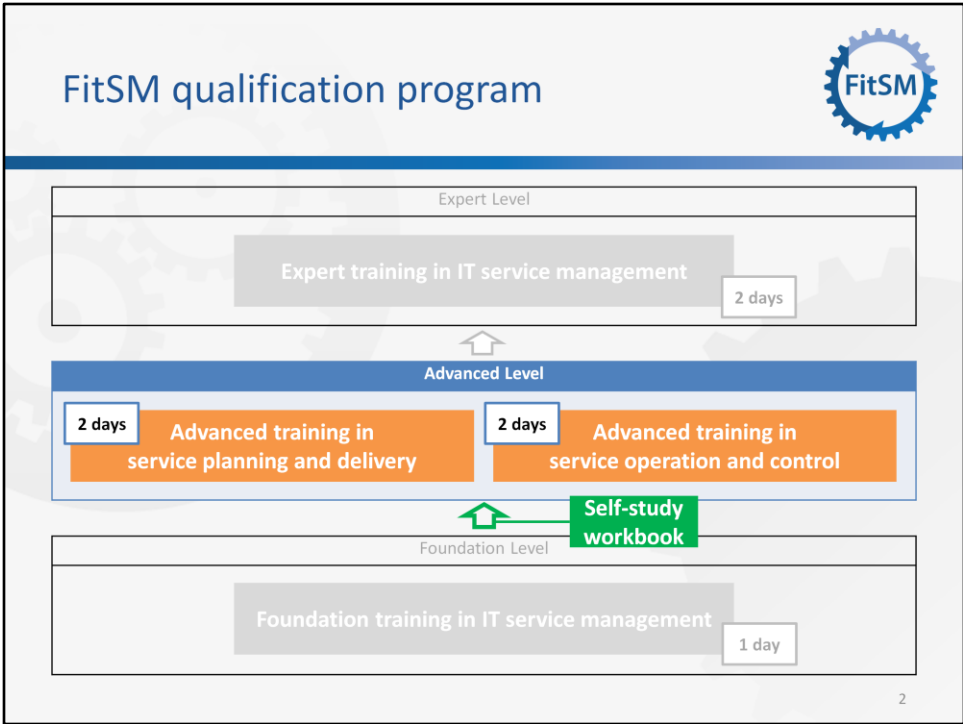 FitSM qualification program
FitSM
Expert Level
Expert training in IT service management
2 days
Advanced Level
2 days
Advanced training in
service planning and delivery
2 days
Advanced training in
service operation and control
Self-study
workbook
Foundation Level
Foundation training in IT service management
1 day
2